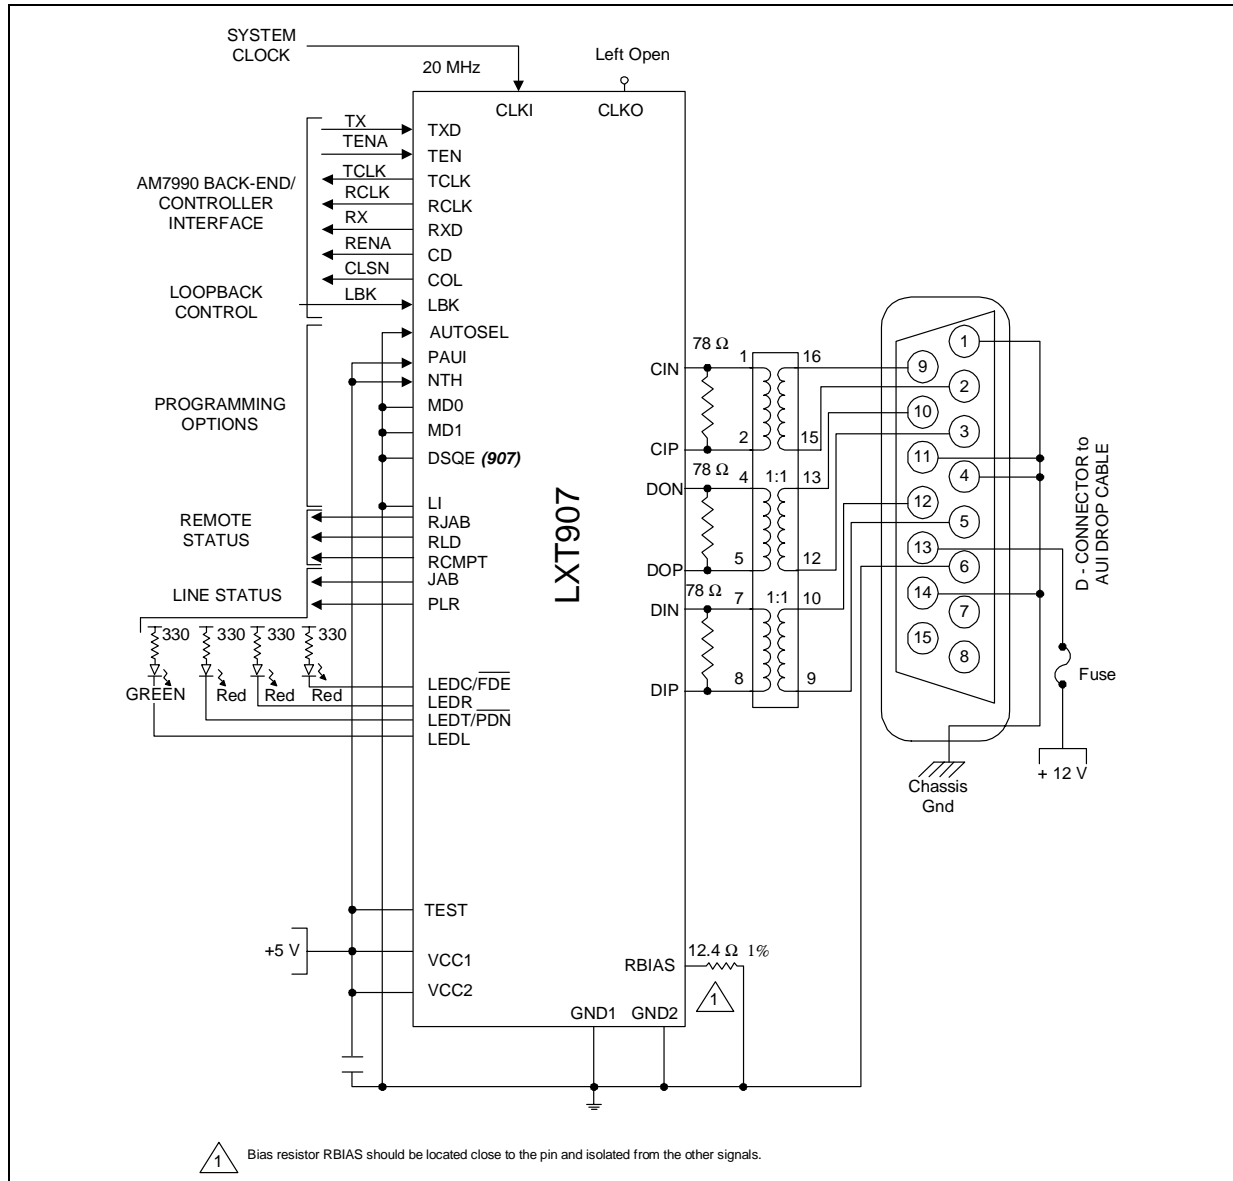 SYSTEM
CLOCK
20 MHz
Left Open
CLKI
CLKO
TX
TXD
TENA
TEN
TCLK
TCLK
RCLK
RCLK
RX
RXD
RENA
CD
CLSN
COL
LBK
LBK
AM7990 BACK-END/
CONTROLLER
INTERFACE
LOOPBACK
CONTROL
AUTOSEL
PAUI
NTH
MD0
MD1
DSQE (907)
LI
PROGRAMMING
OPTIONS
RJAB
RLD
RCMPT
REMOTE
STATUS
JAB
PLR
LINE STATUS
330
330
330
330
GREEN
Red
Red
Red
LEDC/FDE
LEDR
LEDT/PDN
LEDL
LXT907
CIN
CIP
DON
DOP
DIN
DIP
78 Ω
78 Ω
78 Ω
1
16
2
15
4
1:1
13
5
12
7
1:1
10
8
9
1
9
2
10
3
11
4
12
5
13
6
14
7
15
8
D - CONNECTOR to
AUI DROP CABLE
Fuse
+ 12 V
Chassis
Gnd
TEST
+5 V
VCC1
VCC2
RBIAS
12.4 Ω 1%
1
GND1
GND2
1
Bias resistor RBIAS should be located close to the pin and isolated from the other signals.